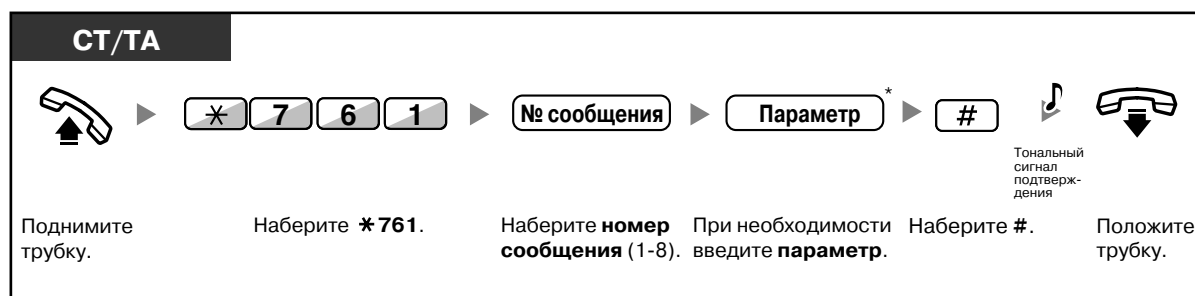 СТ/ТА
✳ 7 6 1 № сообщения Параметр * #
Тональный
сигнал
подтверж-
дения
Поднимите
трубку.
Наберите ✳761.
Наберите номер
сообщения (1-8).
При необходимости
введите параметр.
Наберите #.
Положите
трубку.